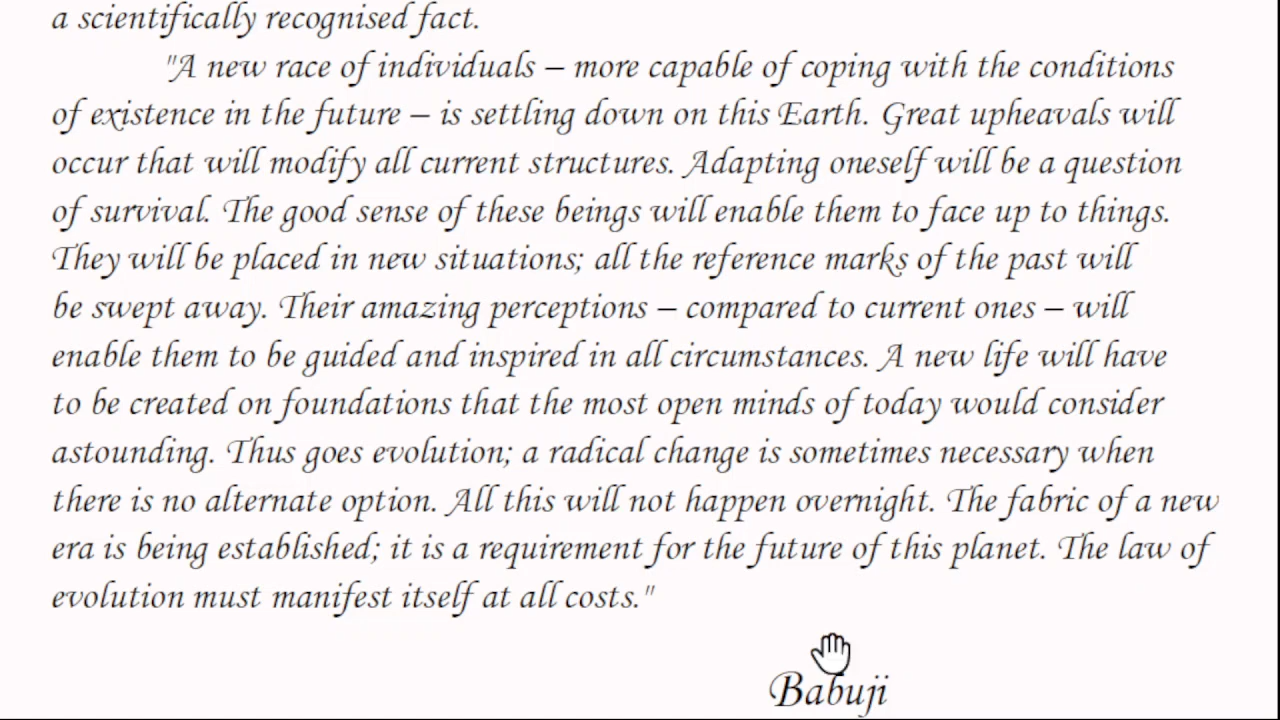 a scientifically recognised fact.
"A new race of individuals – more capable of coping with the conditions
of existence in the future – is settling down on this Earth. Great upheavals will
occur that will modify all current structures. Adapting oneself will be a question
of survival. The good sense of these beings will enable them to face up to things.
They will be placed in new situations; all the reference marks of the past will
be swept away. Their amazing perceptions – compared to current ones – will
enable them to be guided and inspired in all circumstances. A new life will have
to be created on foundations that the most open minds of today would consider
astounding. Thus goes evolution; a radical change is sometimes necessary when
there is no alternate option. All this will not happen overnight. The fabric of a new
era is being established; it is a requirement for the future of this planet. The law of
evolution must manifest itself at all costs."
Babuji